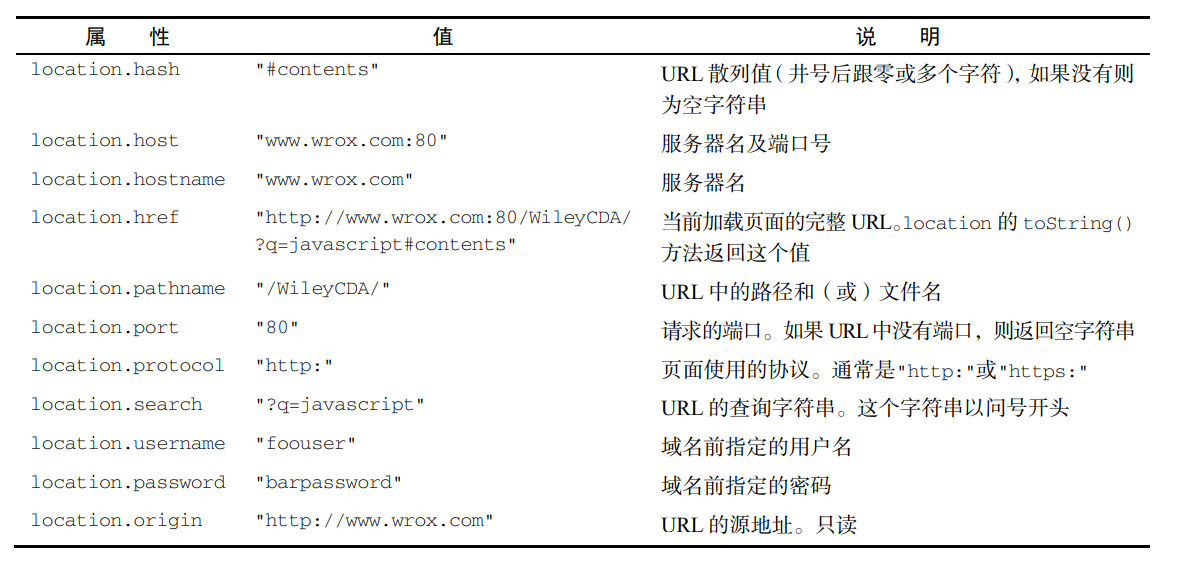 属 性 值 说 明
location.hash "#contents" URL 散列值（井号后跟零或多个字符），如果没有则
为空字符串
location.host "www.wrox.com:80" 服务器名及端口号
location.hostname "www.wrox.com" 服务器名
location.href "http://www.wrox.com:80/WileyCDA/ 当前加载页面的完整 URL。location 的 toString()
?q=javascript#contents" 方法返回这个值
location.pathname "/WileyCDA/" URL 中的路径和（或）文件名
location.port "80" 请求的端口。如果 URL 中没有端口，则返回空字符串
location.protocol "http:" 页面使用的协议。通常是"http:"或"https:"
location.search "?q=javascript" URL 的查询字符串。这个字符串以问号开头
location.username "foouser" 域名前指定的用户名
location.password "barpassword" 域名前指定的密码
location.origin "http://www.wrox.com" URL 的源地址。只读